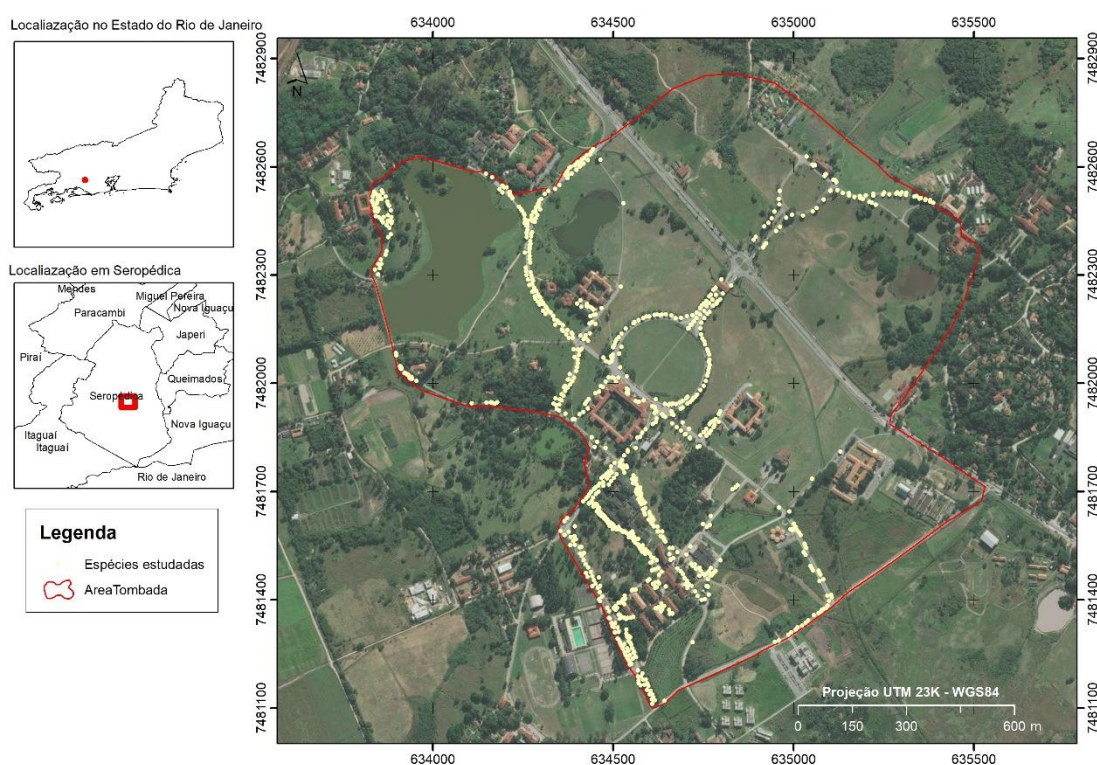 Localiazação no Estado do Rio de Janeiro
Localiazação em Seropédica
Mendes
Miguel Pereira
Nova Iguaçu
Paracambi
Japeri
Piraí
Queimados
Seropédica
Nova Iguaçu
Itaguaí
Itaguaí
Rio de Janeiro
Legenda
Espécies estudadas
AreaTombada
634000 634500 635000 635500
7482900 7482900
N
7482600 7482600
7482300 7482300
7482000 7482000
7481700 7481700
7481400 7481400
7481100 7481100
Projeção UTM 23K - WGS84
0 150 300 600 m
634000 634500 635000 635500